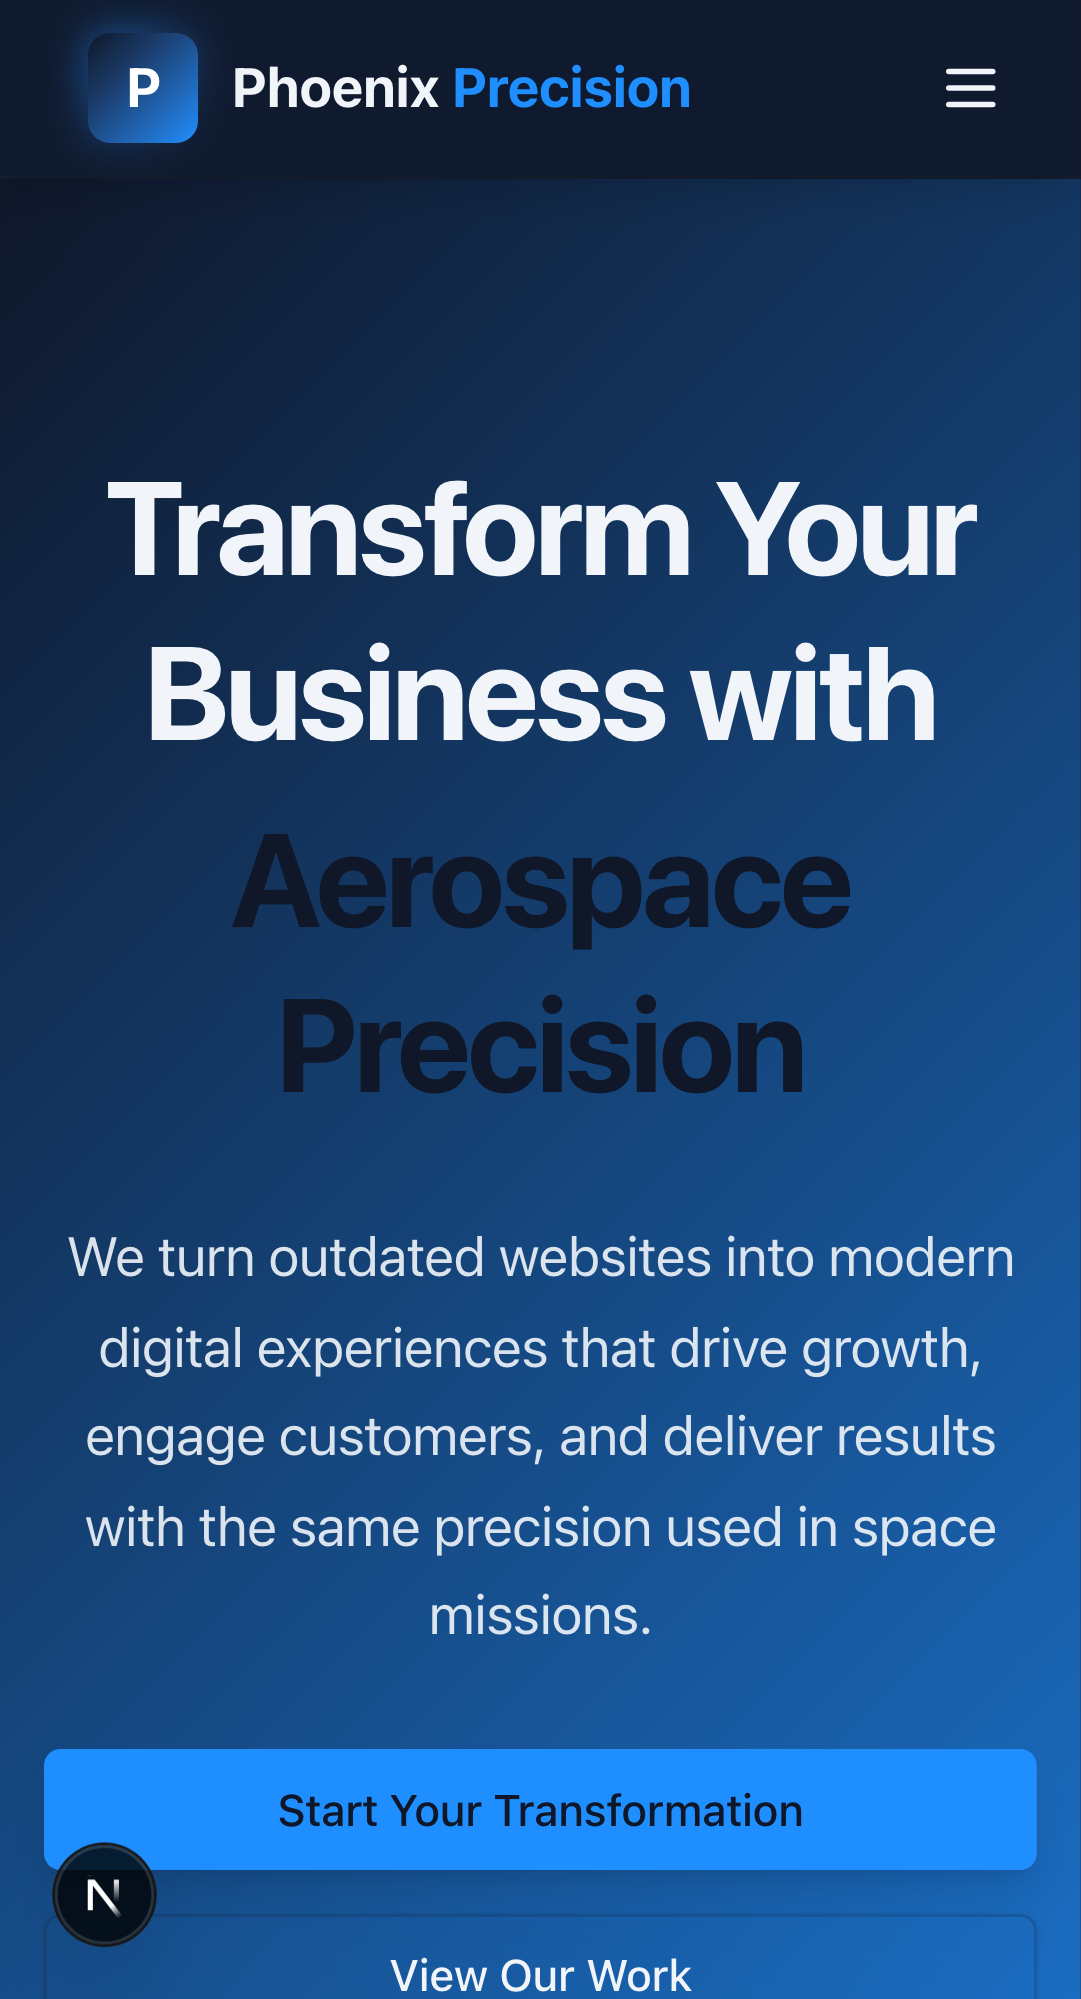 P
Phoenix Precision
Transform Your
Business with
Aerospace
Precision
We turn outdated websites into modern
digital experiences that drive growth,
engage customers, and deliver results
with the same precision used in space
missions.
Start Your Transformation
N
View Our Work